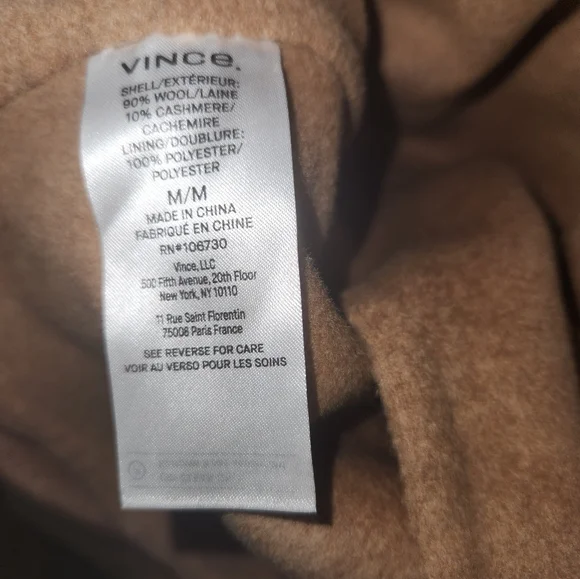 VINCE.
SHELL/EXTÉRIEUR:
90% WOOL/LAINE
10% CASHMERE/
CACHEMIRE
LINING/DOUBLURE:
100% POLYESTER/
POLYESTER
M/M
MADE IN CHINA
FABRIQUÉ EN CHINE
RN#106730
Vince, LLC
500 Fifth Avenue, 20th Floor
New York, NY 10110
11 Rue Saint Florentin
75008 Paris France
SEE REVERSE FOR CARE
VOIR AU VERSO POUR LES SOINS